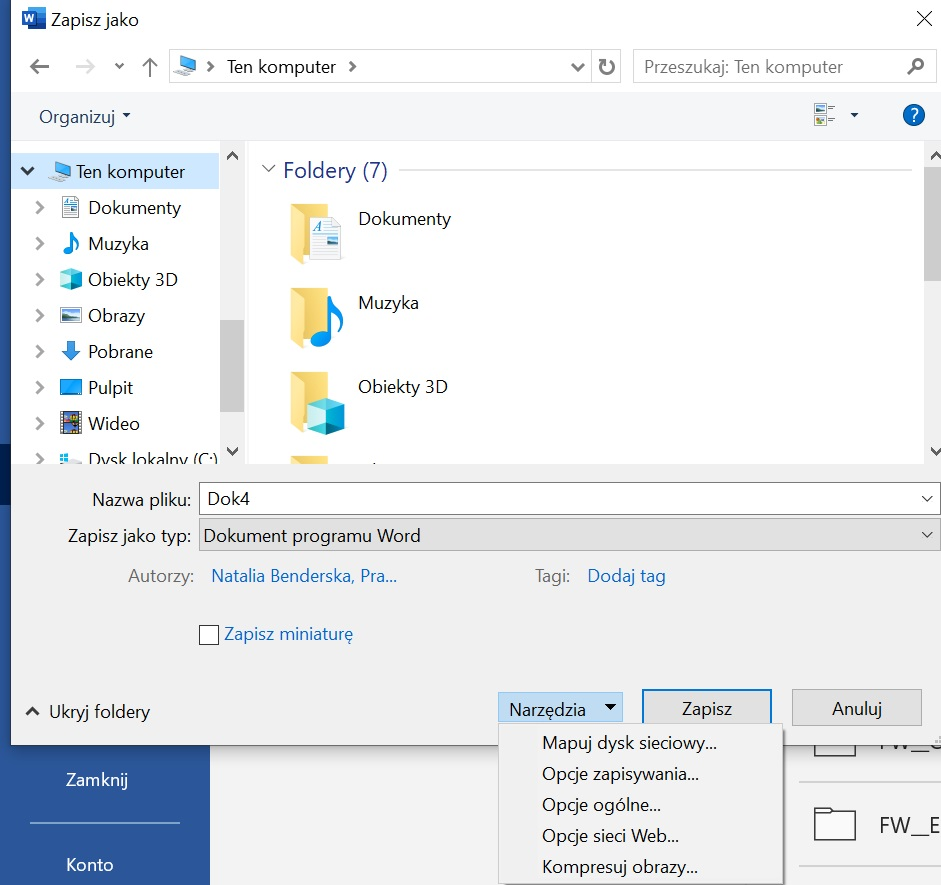 Zapisz jako
Ten komputer
Przeszukaj: Ten komputer
Organizuj
Ten komputer
Dokumenty
Muzyka
Obiekty 3D
Obrazy
Pobrane
Pulpit
Wideo
Dysk lokalny (C:)
Foldery (7)
Dokumenty
Muzyka
Obiekty 3D
Nazwa pliku: Dok4
Zapisz jako typ: Dokument programu Word
Autorzy: Natalia Benderska, Pra...
Tagi: Dodaj tag
Zapisz miniaturę
Ukryj foldery
Narzędzia
Zapisz
Anuluj
Mapuj dysk sieciowy...
Opcje zapisywania...
Opcje ogólne...
Opcje sieci Web...
Kompresuj obrazy...
Zamknij
Konto
FW__E